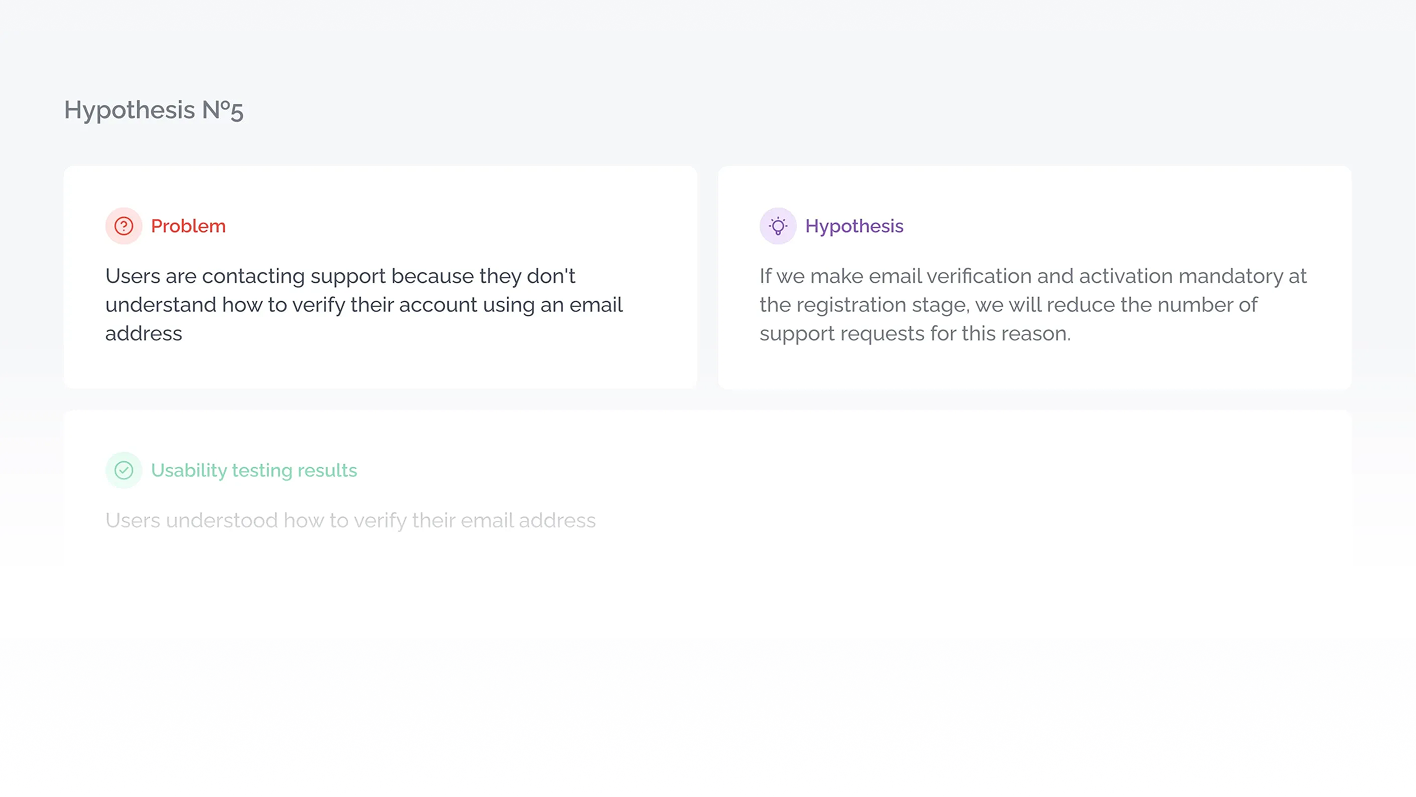 Hypothesis Nº5
Problem
Users are contacting support because they don't
understand how to verify their account using an email
address
Hypothesis
If we make email verification and activation mandatory at
the registration stage, we will reduce the number of
support requests for this reason.
Usability testing results
Users understood how to verify their email address